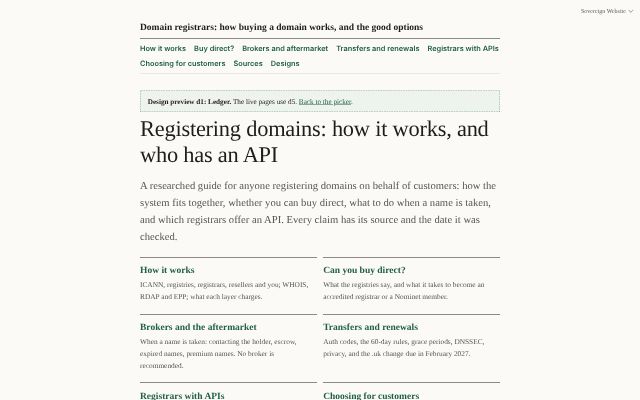 Sovereign Website
Domain registrars: how buying a domain works, and the good options
How it works Buy direct? Brokers and aftermarket Transfers and renewals Registrars with APIs
Choosing for customers Sources Designs
Design preview d1: Ledger. The live pages use d5. Back to the picker.
Registering domains: how it works, and
who has an API
A researched guide for anyone registering domains on behalf of customers: how the
system fits together, whether you can buy direct, what to do when a name is taken,
and which registrars offer an API. Every claim has its source and the date it was
checked.
How it works
ICANN, registries, registrars, resellers and you; WHOIS,
RDAP and EPP; what each layer charges.
Can you buy direct?
What the registries say, and what it takes to become an
accredited registrar or a Nominet member.
Brokers and the aftermarket
When a name is taken: contacting the holder, escrow,
expired names, premium names. No broker is
recommended.
Transfers and renewals
Auth codes, the 60-day rules, grace periods, DNSSEC,
privacy, and the .uk change due in February 2027.
Registrars with APIs
Choosing for customers